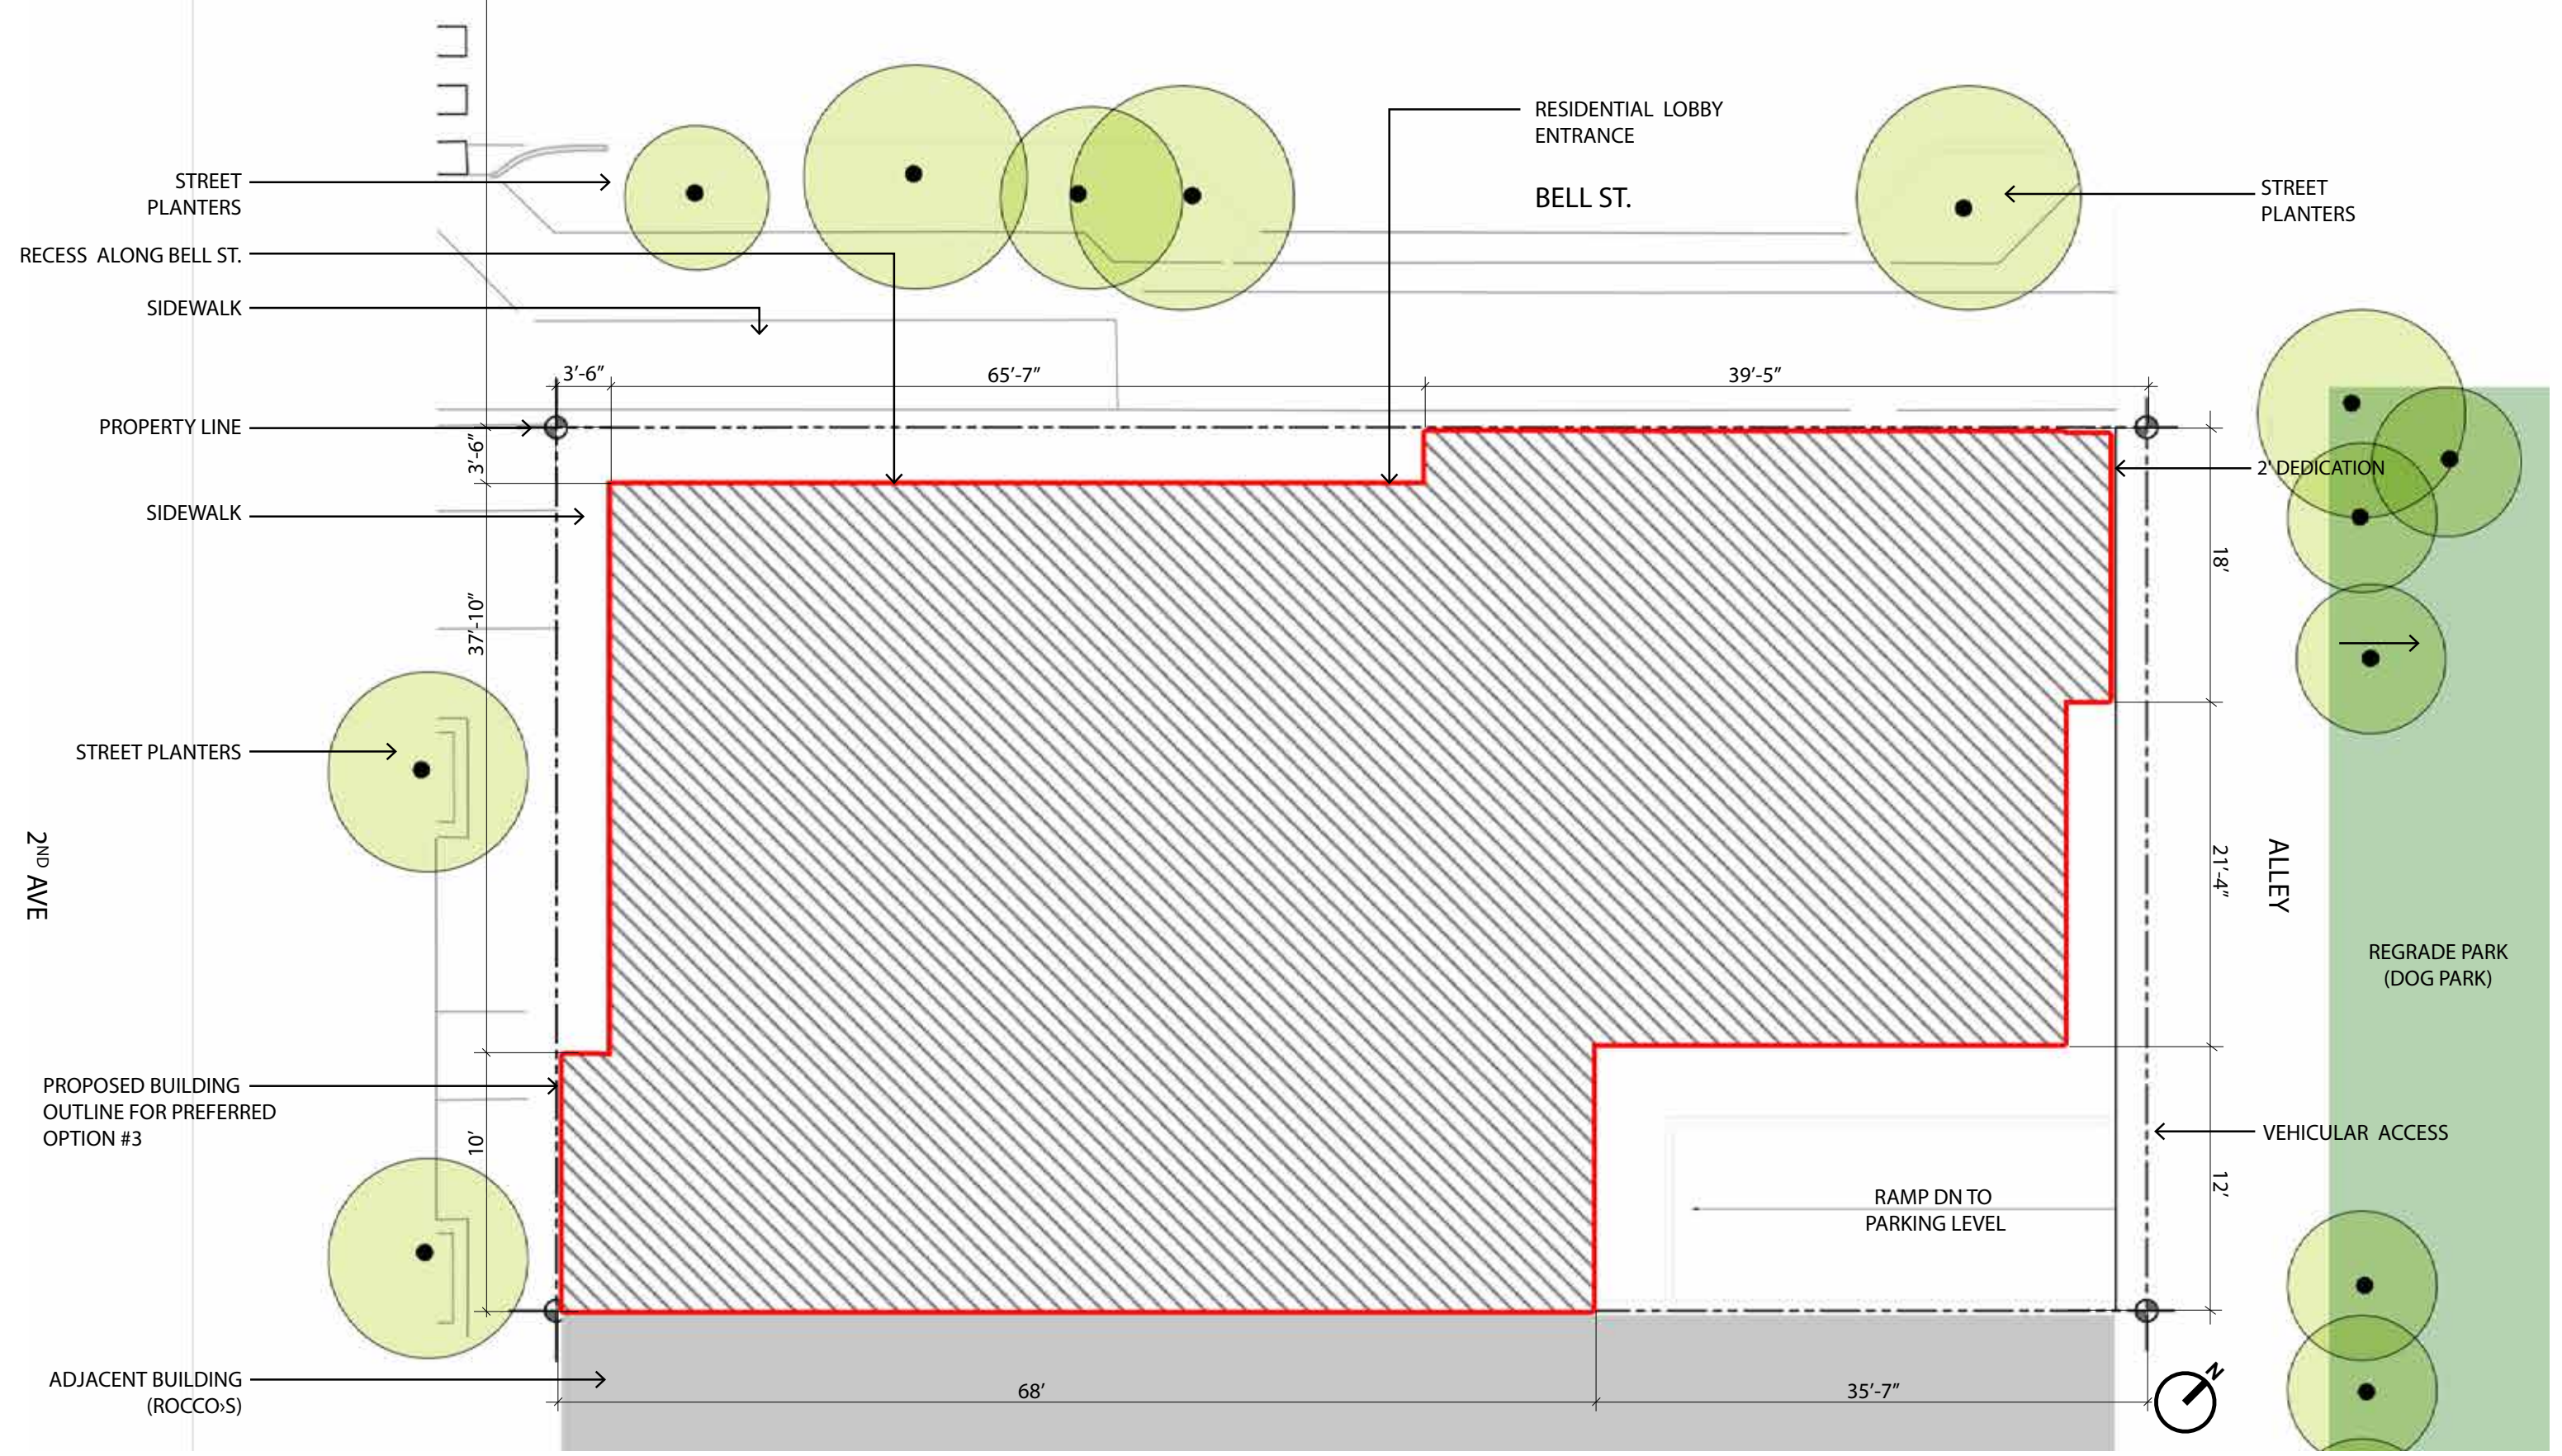 RESIDENTIAL LOBBY
ENTRANCE
BELL ST.
STREET
PLANTERS
STREET
PLANTERS
RECESS ALONG BELL ST.
SIDEWALK
3’-6”
65’-7”
39’-5”
PROPERTY LINE
3’-6”
2’ DEDICATION
SIDEWALK
18’
37’-10”
STREET PLANTERS
2ND AVE
21’-4”
ALLEY
REGRADE PARK
(DOG PARK)
PROPOSED BUILDING
OUTLINE FOR PREFERRED
OPTION #3
10’
VEHICULAR ACCESS
12’
RAMP DN TO
PARKING LEVEL
ADJACENT BUILDING
(ROCCO›S)
68’
35’-7”
N